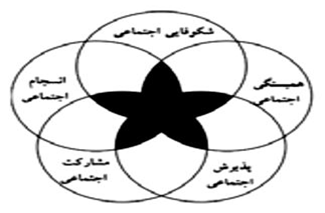 شکوفایی اجتماعی
همبستگی
اجتماعی
انسجام
اجتماعی
پذیرش
اجتماعی
مشارکت
اجتماعی